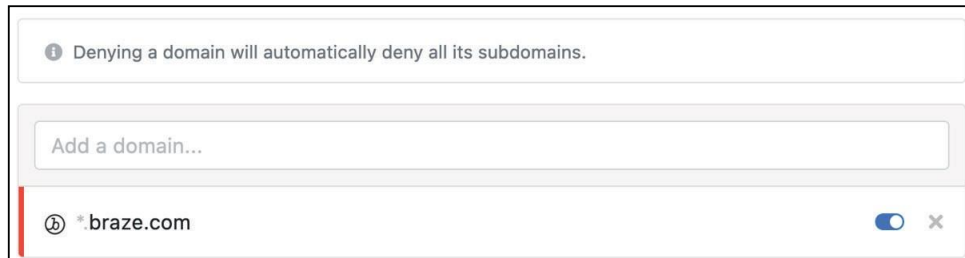 Denying a domain will automatically deny all its subdomains.
Add a domain...
*.braze.com